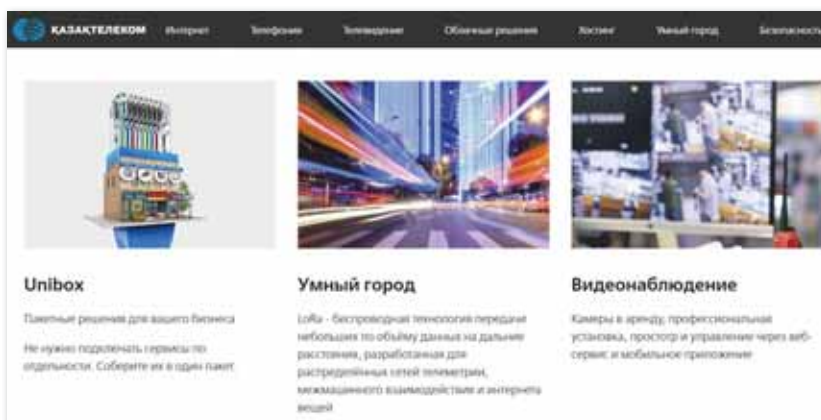 ҚАЗАҚТЕЛЕКОМ Интернет Телефония Телевидение Облачные решения Хостинг Умный город Безопасность
Unibox
Пакетные решения для вашего бизнеса
Не нужно подключать сервисы по
отдельности. Соберите их в один пакет
Умный город
LoRa - беспроводная технология передачи
небольших по объёму данных на дальние
расстояния, разработанная для
распределённых сетей телеметрии,
межмашинного взаимодействия и интернета
вещей
Видеонаблюдение
Камеры в аренду, профессиональная
установка, просмотр и управление через веб-
сервис и мобильное приложение